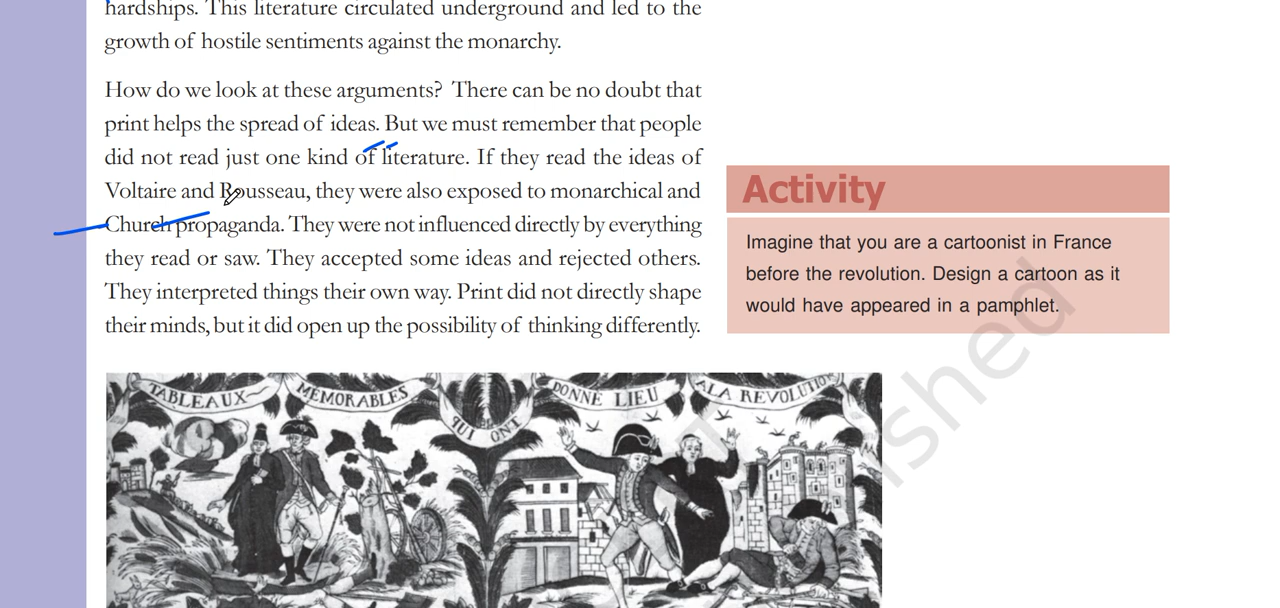 hardships. This literature circulated underground and led to the
growth of hostile sentiments against the monarchy.
How do we look at these arguments? There can be no doubt that
print helps the spread of ideas. But we must remember that people
did not read just one kind of literature. If they read the ideas of
Voltaire and Rousseau, they were also exposed to monarchical and
Church propaganda. They were not influenced directly by everything
they read or saw. They accepted some ideas and rejected others.
They interpreted things their own way. Print did not directly shape
their minds, but it did open up the possibility of thinking differently.
Activity
Imagine that you are a cartoonist in France
before the revolution. Design a cartoon as it
would have appeared in a pamphlet.
TABLEAUX
MEMORABLES
QUI ONT
DONNE LIEU
A LA REVOLUTION
ished